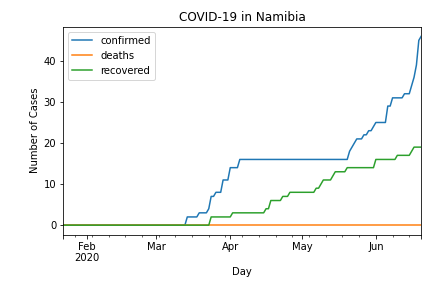 COVID-19 in Namibia
confirmed
deaths
recovered
Number of Cases
40
30
20
10
0
Feb
2020
Mar
Apr
May
Jun
Day